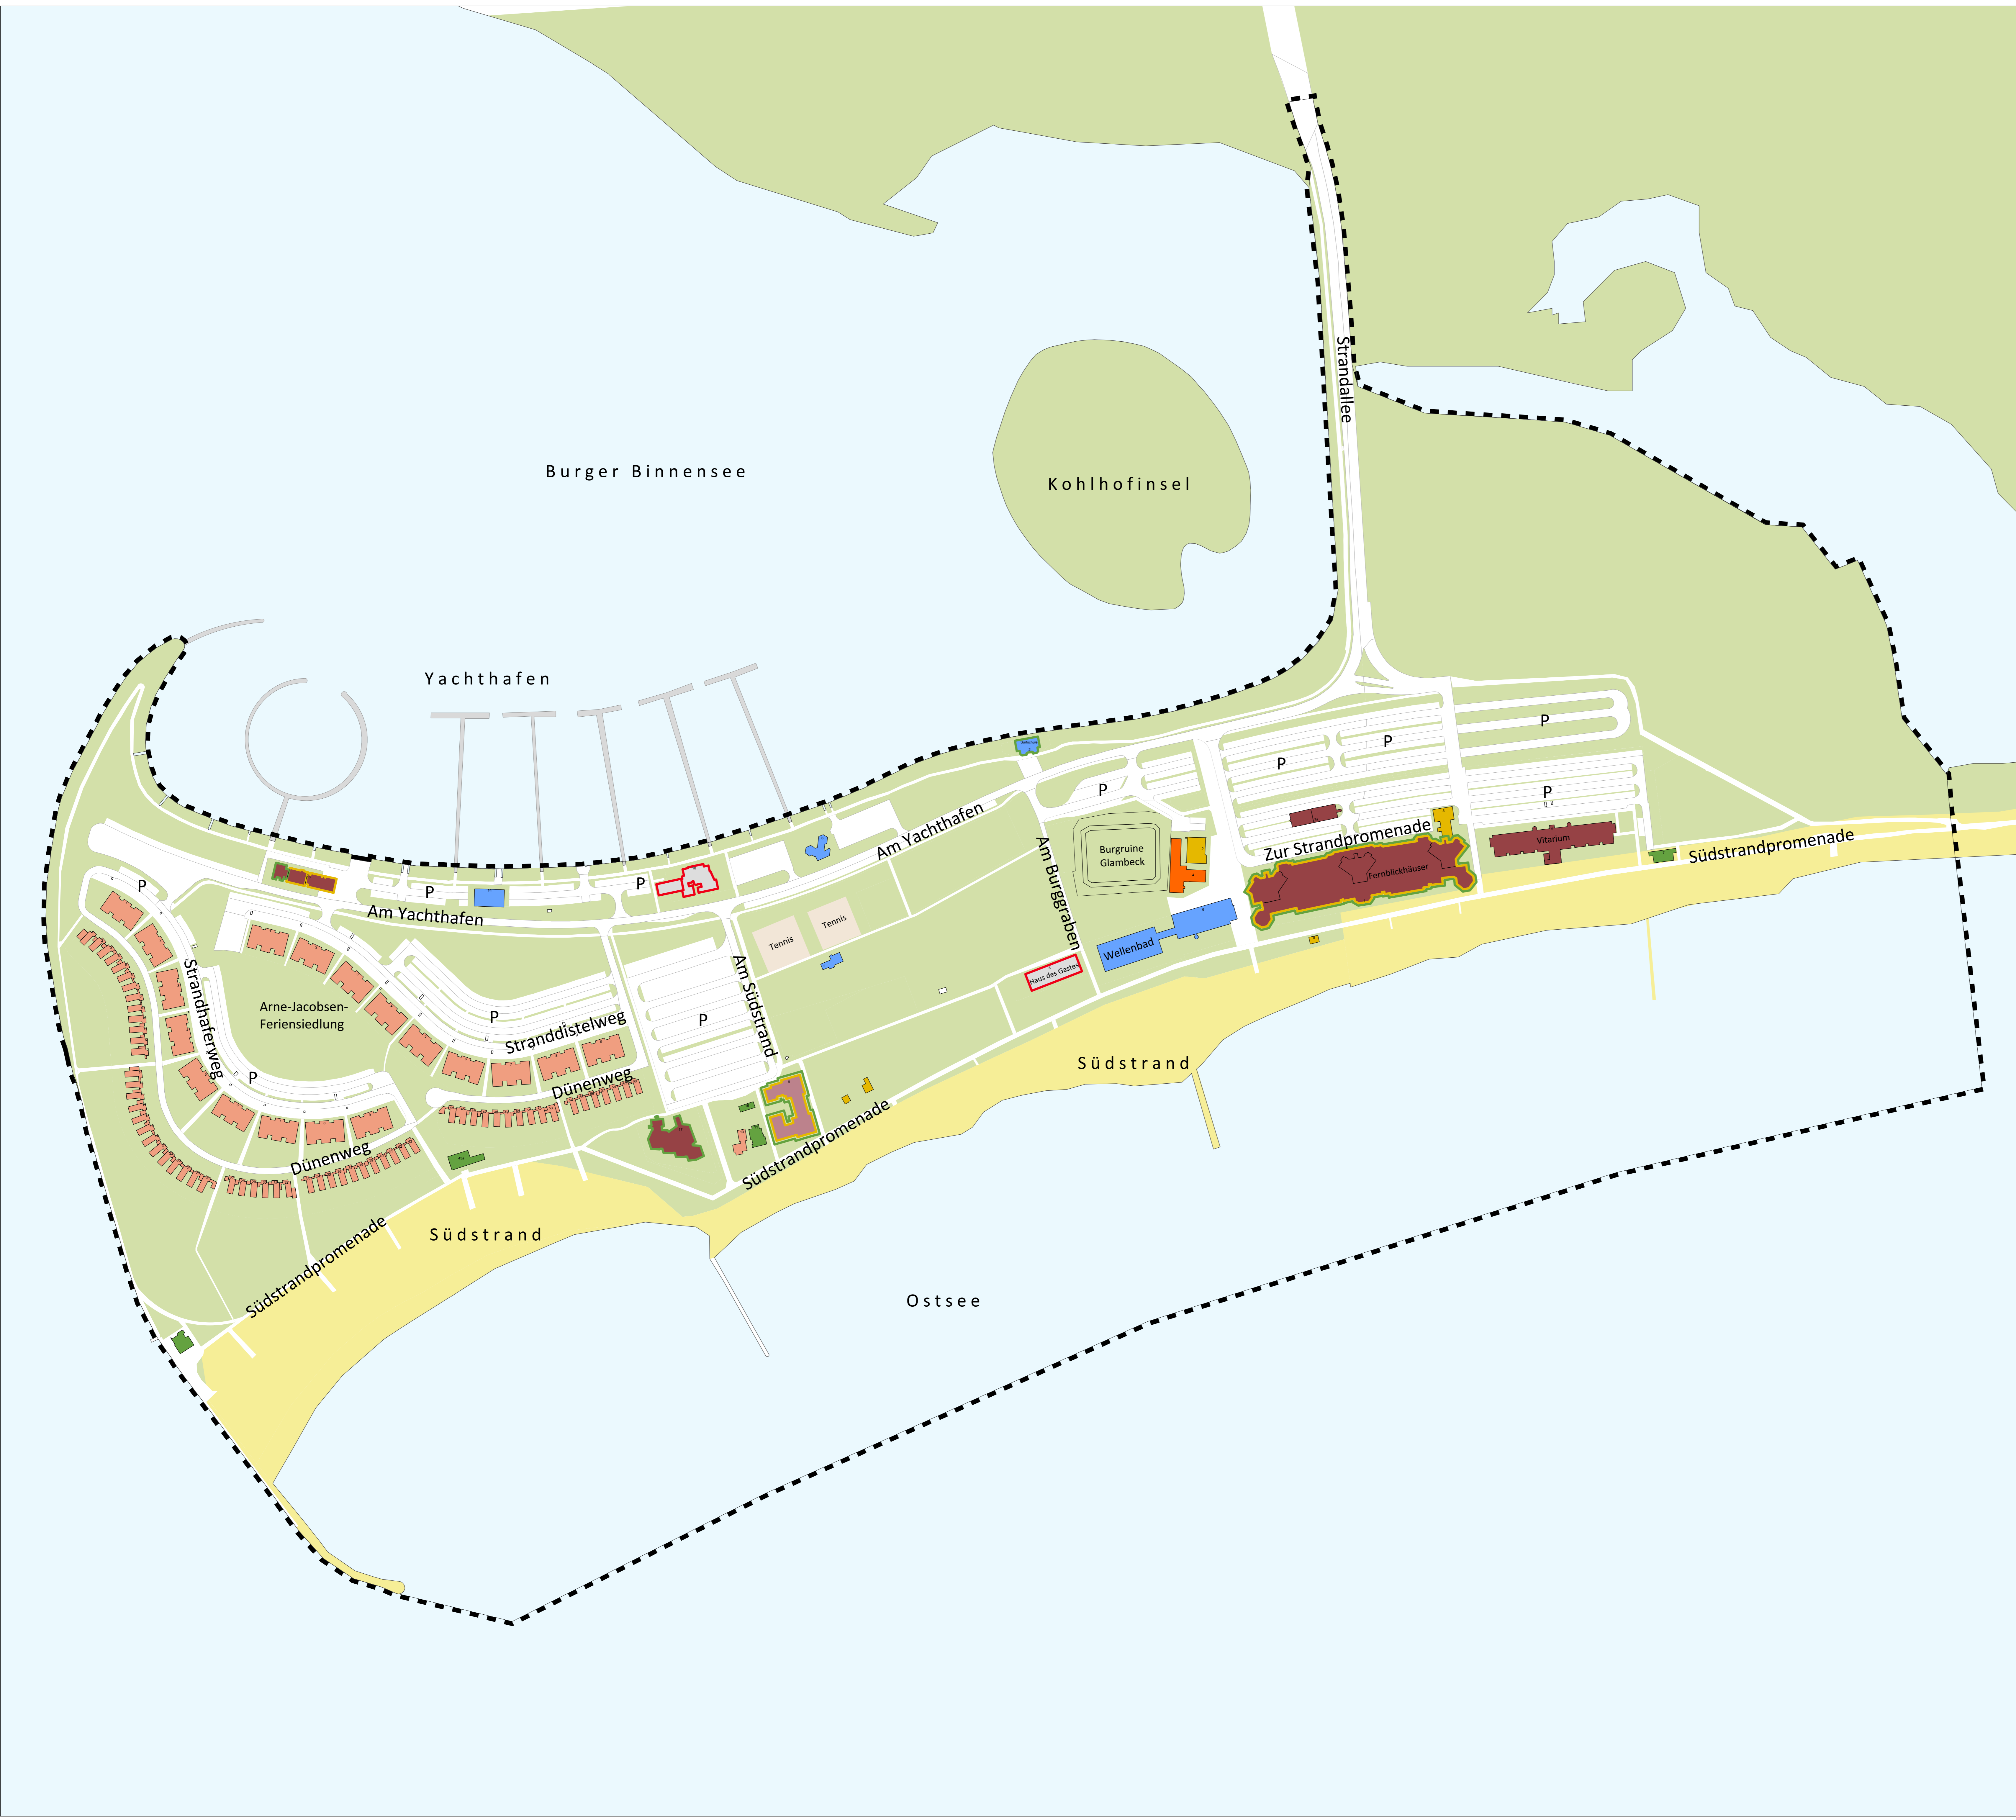 Strandallee
Burger Binnensee
Kohlhofinsel
Yachthafen
P
P
P
P
P
Am Yachthafen
Zur Strandpromenade
Vitarium
Südstrandpromenade
Burgruine
Glambeck
Fernblickhäuser
P
P
P
Am Yachthafen
Am Burggraben
Tennis
Tennis
Wellenbad
Haus des Gastes
Strandhaferweg
Arne-Jacobsen-
Feriensiedlung
P
Stranddistelweg
P
Am Südstrand
Südstrand
P
Dünenweg
Dünenweg
Südstrandpromenade
Südstrandpromenade
Südstrand
Ostsee